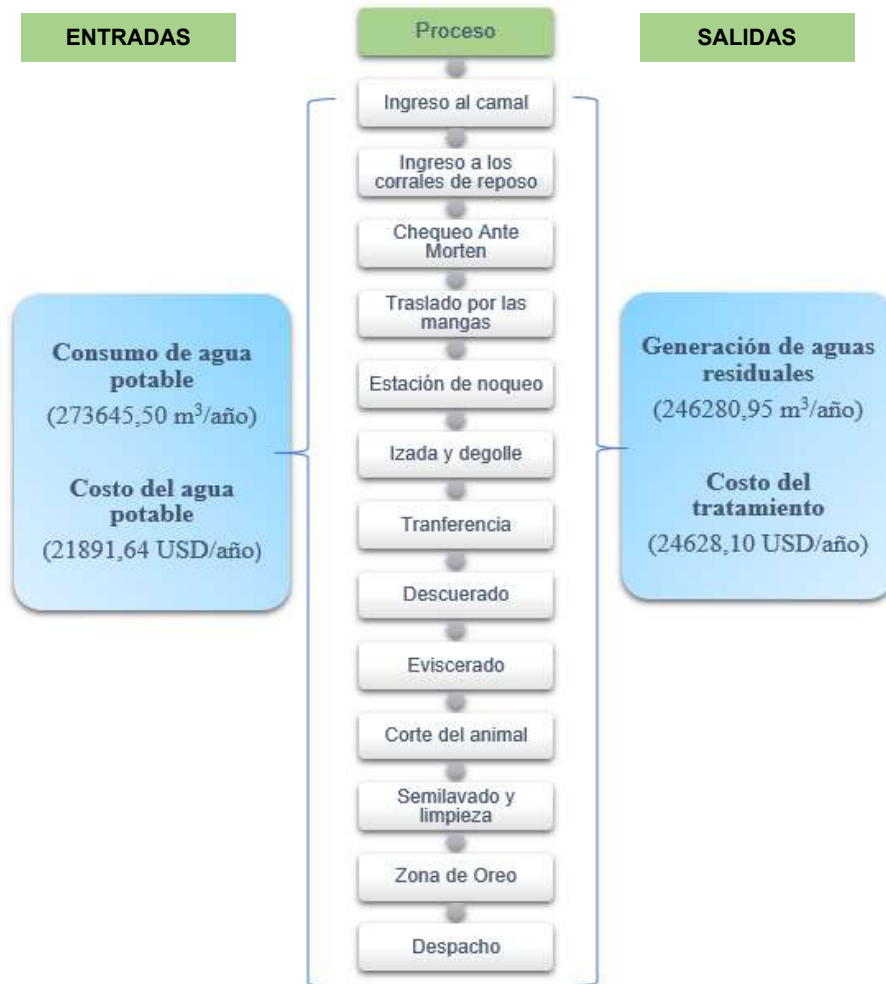 ENTRADAS
Proceso
SALIDAS
Ingreso al camal
Ingreso a los
corrales de reposo
Chequeo Ante
Morten
Traslado por las
mangas
Estación de noqueo
Izada y degolle
Tranferencia
Descuerado
Eviscerado
Corte del animal
Semilavado y
limpieza
Zona de Oreo
Despacho
Consumo de agua
potable
(273645,50 m³/año)
Costo del agua
potable
(21891,64 USD/año)
Generación de aguas
residuales
(246280,95 m³/año)
Costo del
tratamiento
(24628,10 USD/año)